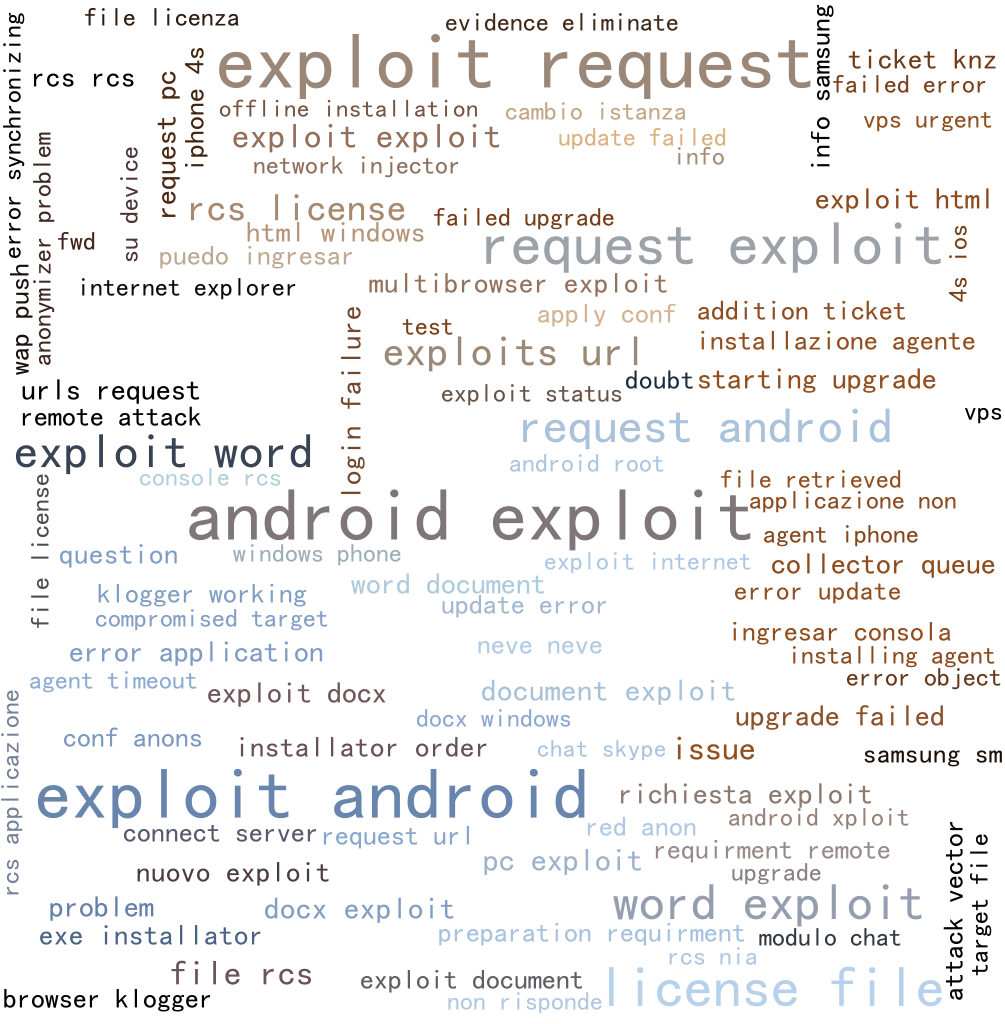 file licenza
evidence eliminate
exploit request
ticket knz
rcs rcs
failed error
error synchronizing
request pc
iphone 4s
info samsung
offline installation
cambio istanza
vps urgent
exploit exploit
update failed
info
network injector
anonymizer problem
su device
rcs license
exploit html
failed upgrade
fwd
html windows
request exploit
4s ios
puedo ingresar
wap push
internet explorer
multibrowser exploit
apply conf
addition ticket
login failure
test
installazione agente
exploits url
urls request
exploit status
doubt
starting upgrade
remote attack
vps
request android
exploit word
android root
console rcs
file retrieved
file license
android exploit
applicazione non
agent iphone
question
windows phone
exploit internet
collector queue
klogger working
word document
error update
update error
compromised target
ingresar consola
error application
neve neve
installing agent
agent timeout
error object
exploit docx
document exploit
rcs applicazione
docx windows
upgrade failed
conf anons
installator order
chat skype
issue
samsung sm
exploit android
richiesta exploit
android xploit
connect server
request url
red anon
attack vector
target file
pc exploit
requirment remote
nuovo exploit
upgrade
problem
docx exploit
word exploit
exe installator
preparation requirment
modulo chat
rcs nia
file rcs
exploit document
license file
browser klogger
non risponde